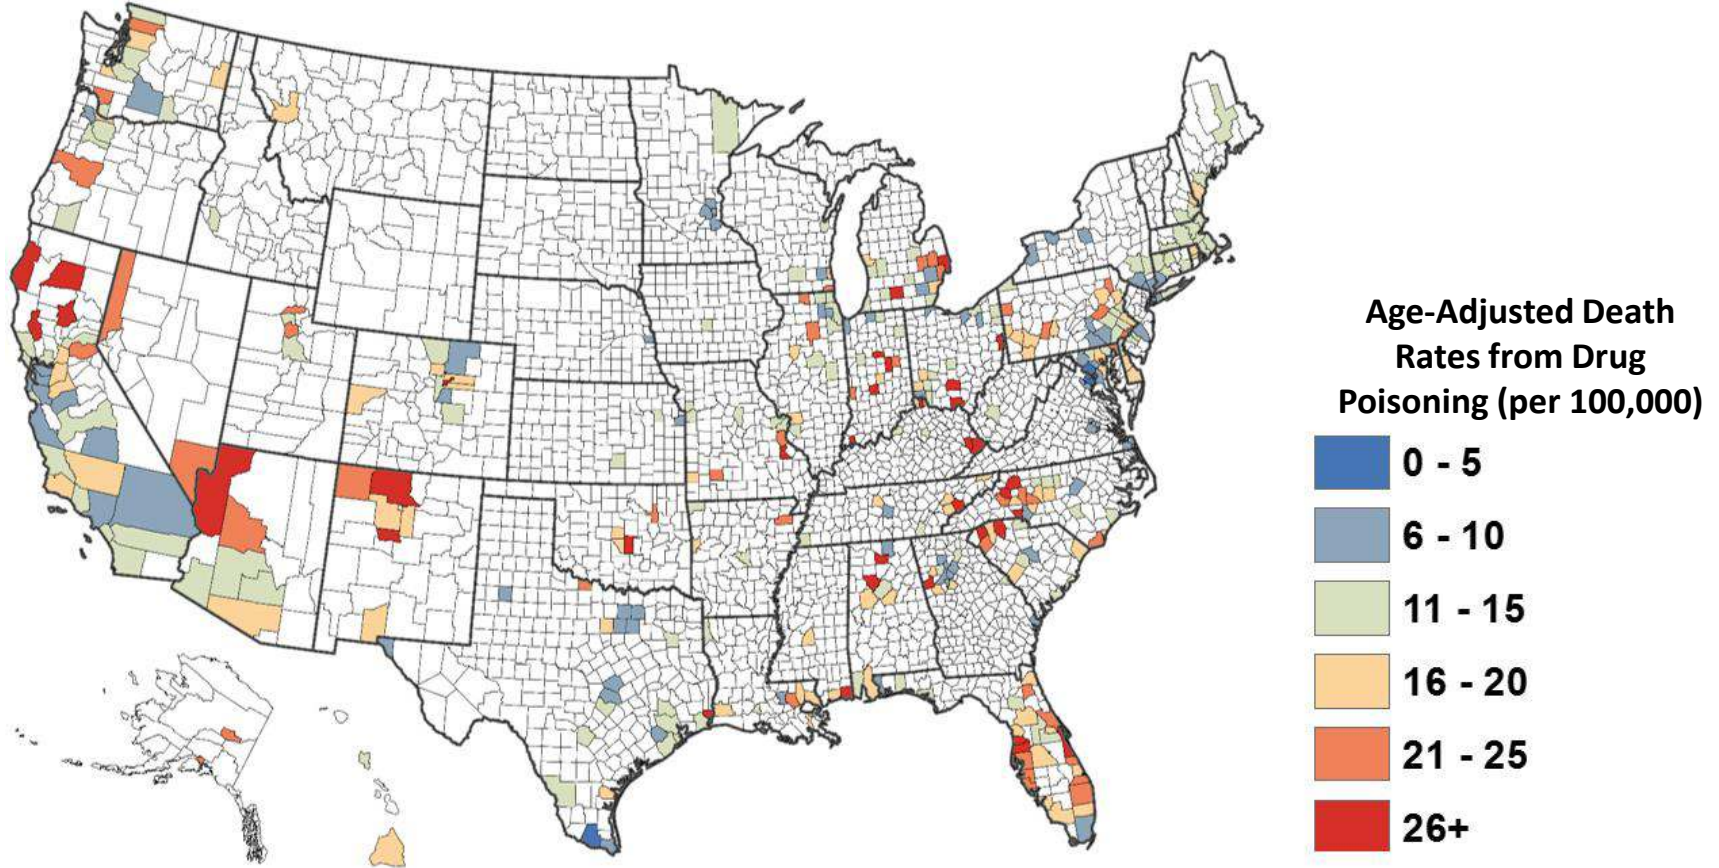 Age-Adjusted Death
Rates from Drug
Poisoning (per 100,000)
0 - 5
6 - 10
11 - 15
16 - 20
21 - 25
26+